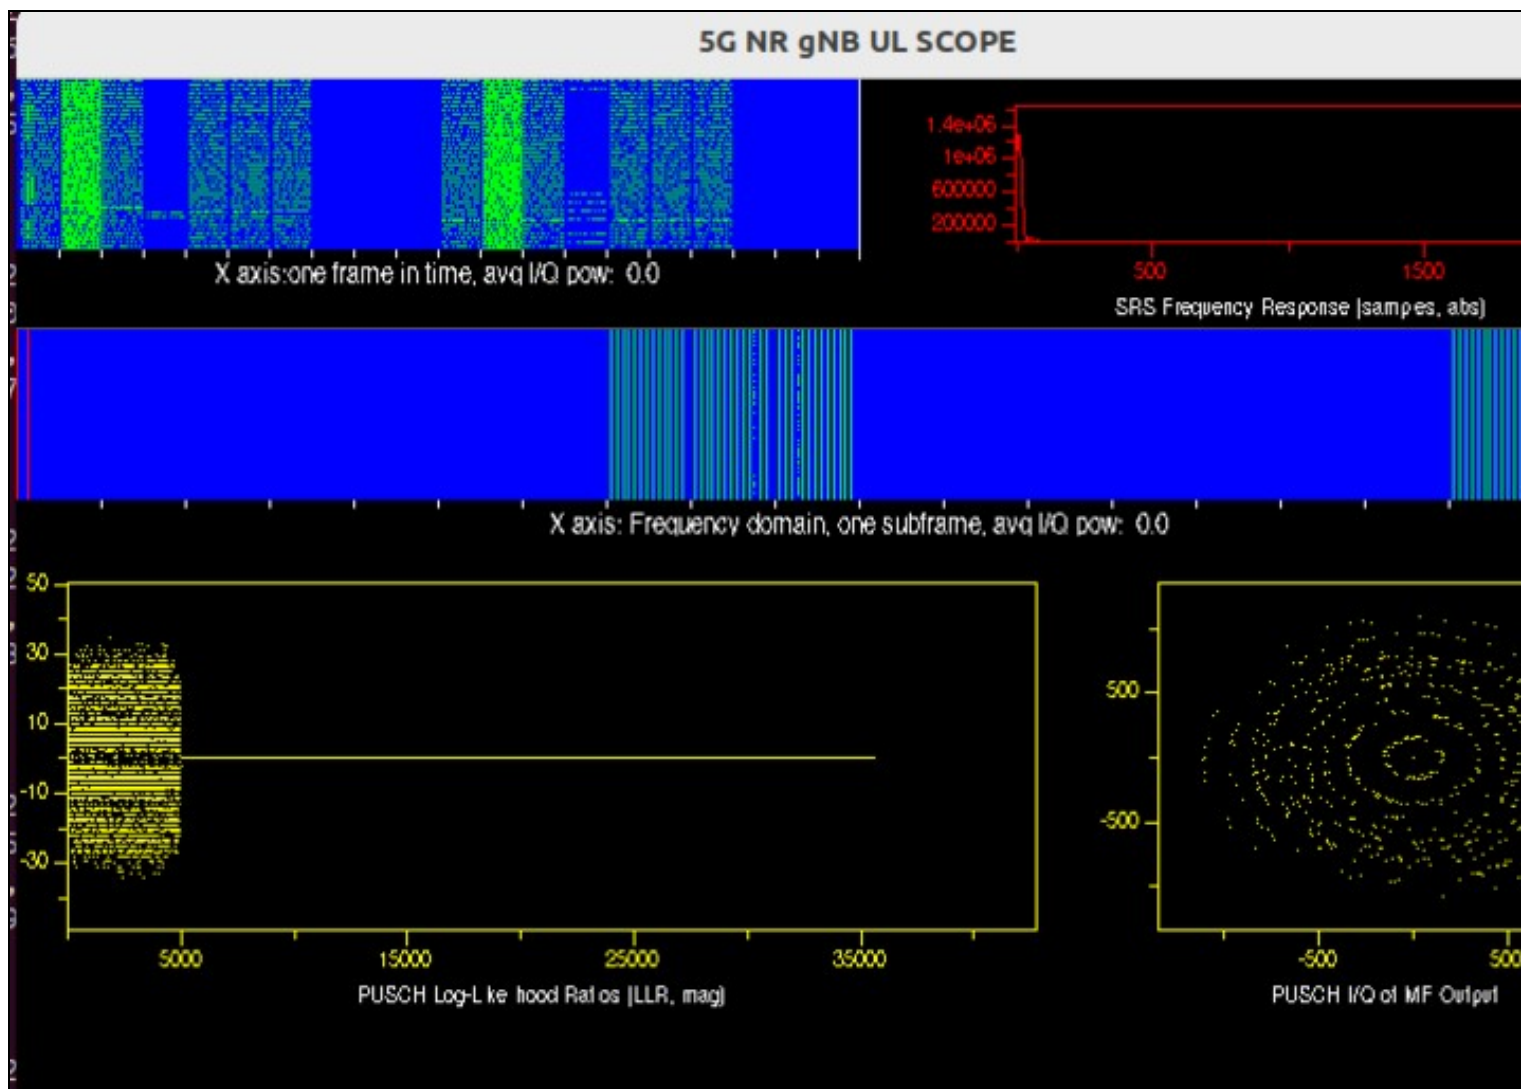 5G NR gNB UL SCOPE
1.4e+06
1e+06
600000
200000
500
1500
X axis:one frame in time, avg I/Q pow: 0.0
SRS Frequency Response (sampes, abs)
X axis: Frequency domain, one subframe, avg I/Q pow: 0.0
50
30
10
-10
-30
5000
15000
25000
35000
PUSCH Log-Like hood Ratios (LLR, mag)
500
-500
-500
500
PUSCH I/Q of MF Output